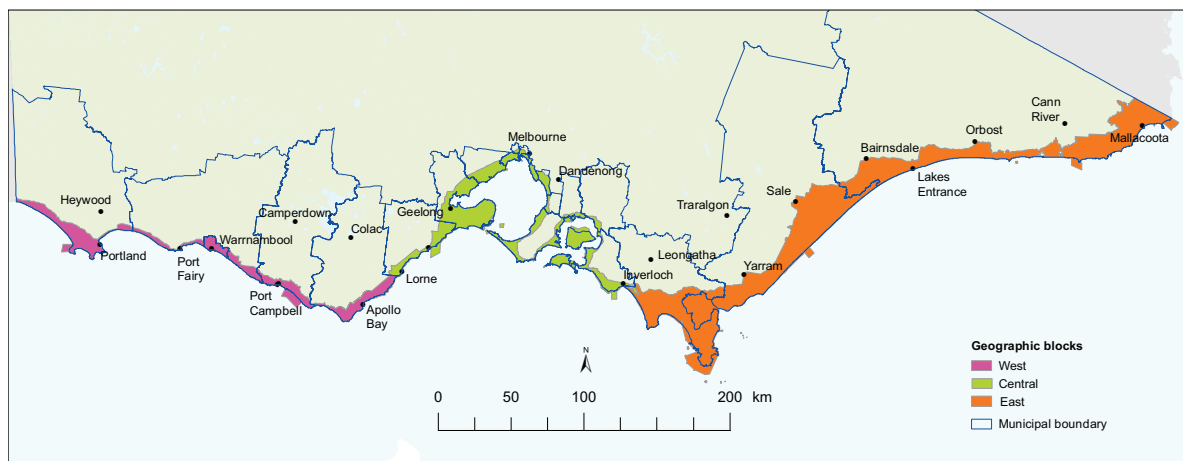 Cann
River
Mallacoota
Orbost
Melbourne
Bairnsdale
Dandenong
Lakes
Entrance
Sale
Heywood
Traralgon
Camperdown
Geelong
Colac
Warrnambool
Portland
Port
Fairy
Leongatha
Yarram
Lorne
Inverloch
Port
Campbell
Apollo
Bay
N
0 50 100 200 km
Geographic blocks
West
Central
East
Municipal boundary